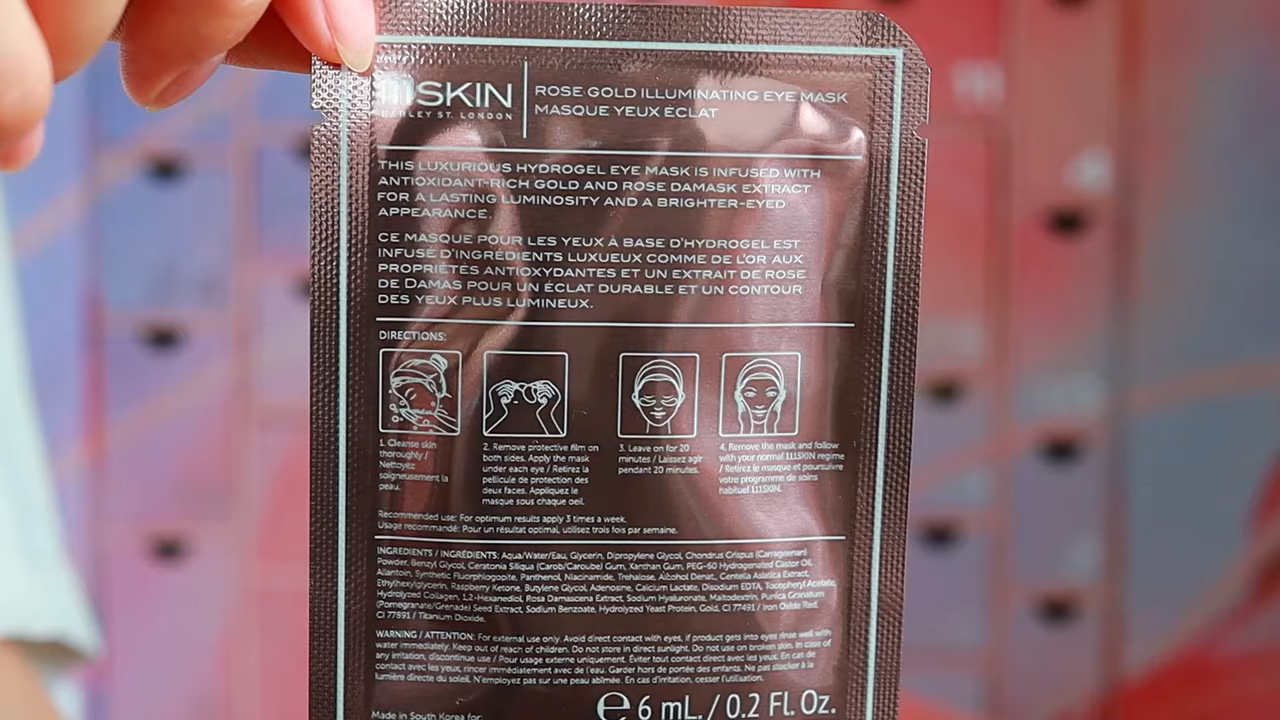 111SKIN
HARLEY ST. LONDON
ROSE GOLD ILLUMINATING EYE MASK
MASQUE YEUX ÉCLAT
THIS LUXURIOUS HYDROGEL EYE MASK IS INFUSED WITH
ANTIOXIDANT-RICH GOLD AND ROSE DAMASK EXTRACT
FOR A LASTING LUMINOSITY AND A BRIGHTER-EYED
APPEARANCE.
CE MASQUE POUR LES YEUX À BASE D'HYDROGEL EST
INFUSÉ D'INGRÉDIENTS LUXUEUX COMME DE L'OR AUX
PROPRIÉTÉS ANTIOXYDANTES ET UN EXTRAIT DE ROSE
DE DAMAS POUR UN ÉCLAT DURABLE ET UN CONTOUR
DES YEUX PLUS LUMINEUX.
DIRECTIONS:
1. Cleanse skin
thoroughly /
Nettoyez
soigneusement la
peau.
2. Remove protective film on
both sides. Apply the mask
under each eye / Retirez la
pellicule de protection des
deux faces. Appliquez le
masque sous chaque oeil.
3. Leave on for 20
minutes / Laissez agir
pendant 20 minutes.
4. Remove the mask and follow
with your normal 111SKIN regime
/ Retirez le masque et poursuivre
votre programme de soins
habituel 111SKIN.
Recommended use: For optimum results apply 3 times a week.
Usage recommandé: Pour un résultat optimal, utilisez trois fois par semaine.
INGREDIENTS / INGRÉDIENTS: Aqua/Water/Eau, Glycerin, Dipropylene Glycol, Chondrus Crispus (Carrageenan)
Powder, Benzyl Glycol, Ceratonia Siliqua (Carob/Caroube) Gum, Xanthan Gum, PEG-60 Hydrogenated Castor Oil,
Allantoin, Synthetic Fluorphlogopite, Panthenol, Niacinamide, Trehalose, Alcohol Denat., Centella Asiatica Extract,
Ethylhexylglycerin, Raspberry Ketone, Butylene Glycol, Adenosine, Calcium Lactate, Disodium EDTA, Tocopheryl Acetate,
Hydrolyzed Collagen, 1,2-Hexanediol, Rosa Damascena Extract, Sodium Hyaluronate, Maltodextrin, Punica Granatum
(Pomegranate/Grenade) Seed Extract, Sodium Benzoate, Hydrolyzed Yeast Protein, Gold, CI 77491 / Iron Oxide Red,
CI 77891 / Titanium Dioxide.
WARNING / ATTENTION: For external use only. Avoid direct contact with eyes, if product gets into eyes rinse well with
water immediately. Keep out of reach of children. Do not store in direct sunlight. Do not use on broken skin. In case of
any irritation, discontinue use / Pour usage externe uniquement. Éviter tout contact direct avec les yeux. En cas de
contact avec les yeux, rincer immédiatement avec de l'eau. Garder hors de portée des enfants. Ne pas stocker à la
lumière directe du soleil. N'employez pas sur une peau abîmée. En cas d'irritation, cesser l'utilisation.
Made in South Korea for:
℮ 6 mL. / 0.2 Fl. Oz.